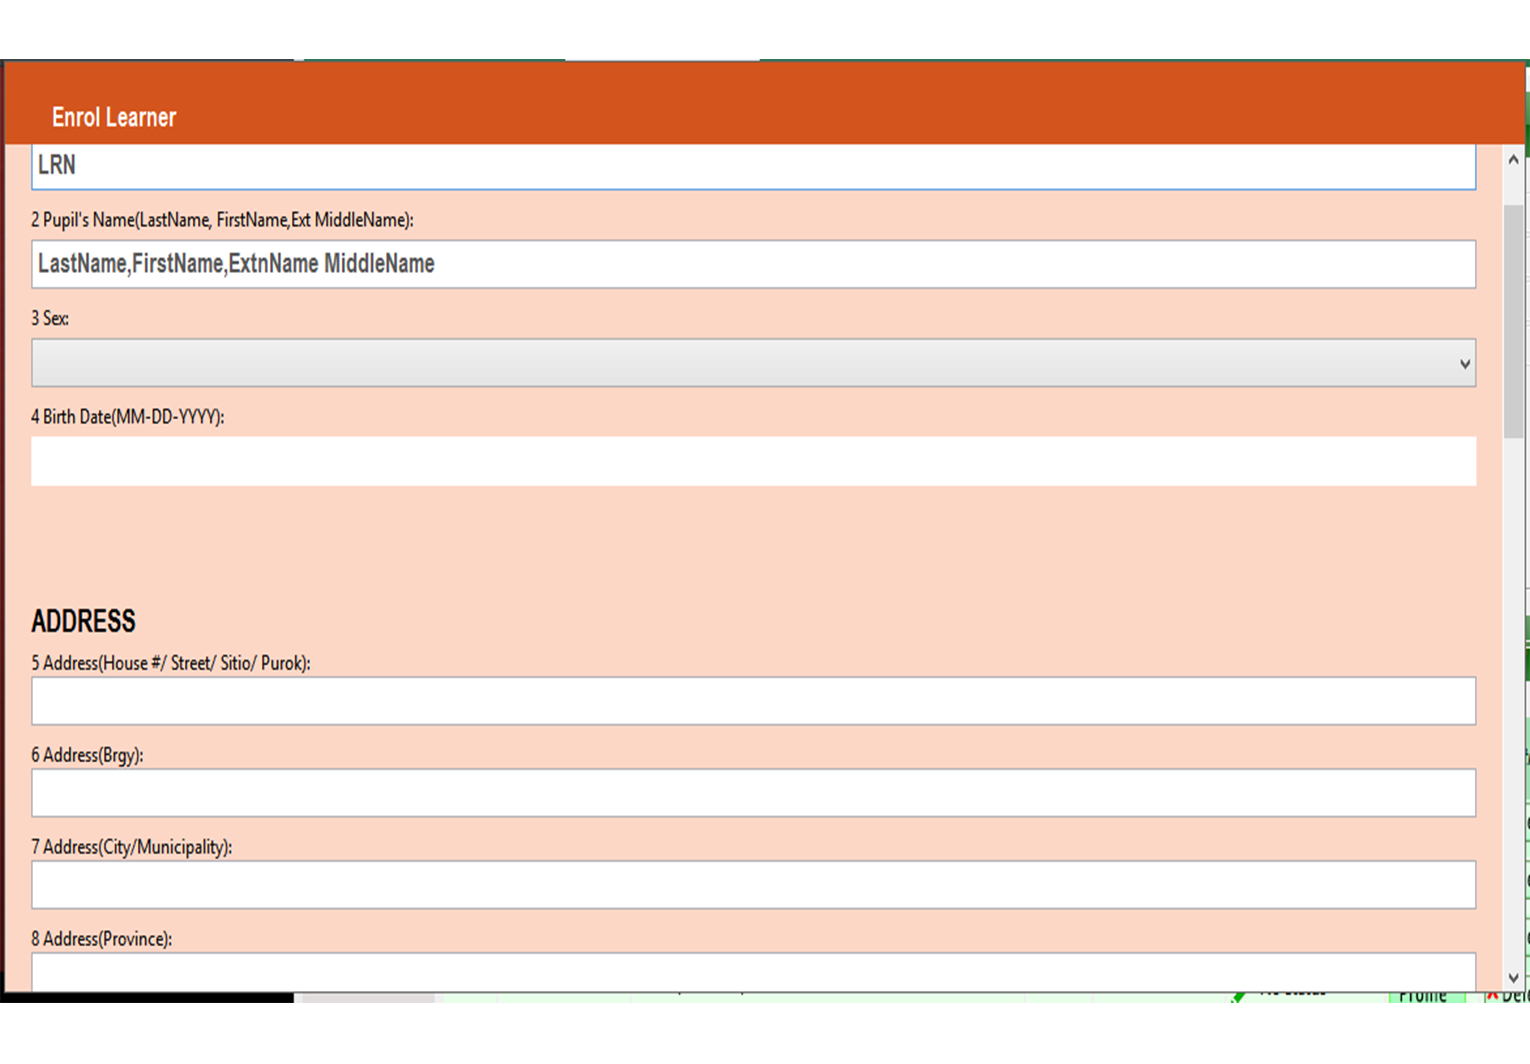 Enrol Learner
LRN
2 Pupil's Name(LastName, FirstName,Ext MiddleName):
LastName,FirstName,ExtnName MiddleName
3 Sex:
4 Birth Date(MM-DD-YYYY):
ADDRESS
5 Address(House #/ Street/ Sitio/ Purok):
6 Address(Brgy):
7 Address(City/Municipality):
8 Address(Province):
Profile